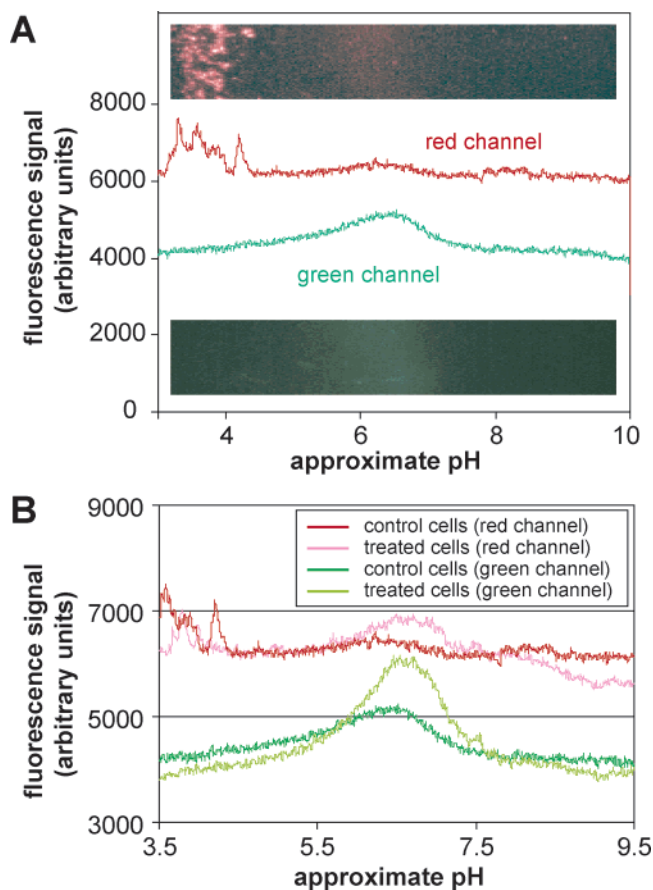 A
fluorescence signal
(arbitrary units)
8000
6000
4000
2000
0
red channel
green channel
4
6
8
10
approximate pH
B
fluorescence signal
(arbitrary units)
9000
7000
5000
3000
control cells (red channel)
treated cells (red channel)
control cells (green channel)
treated cells (green channel)
3.5
5.5
7.5
9.5
approximate pH